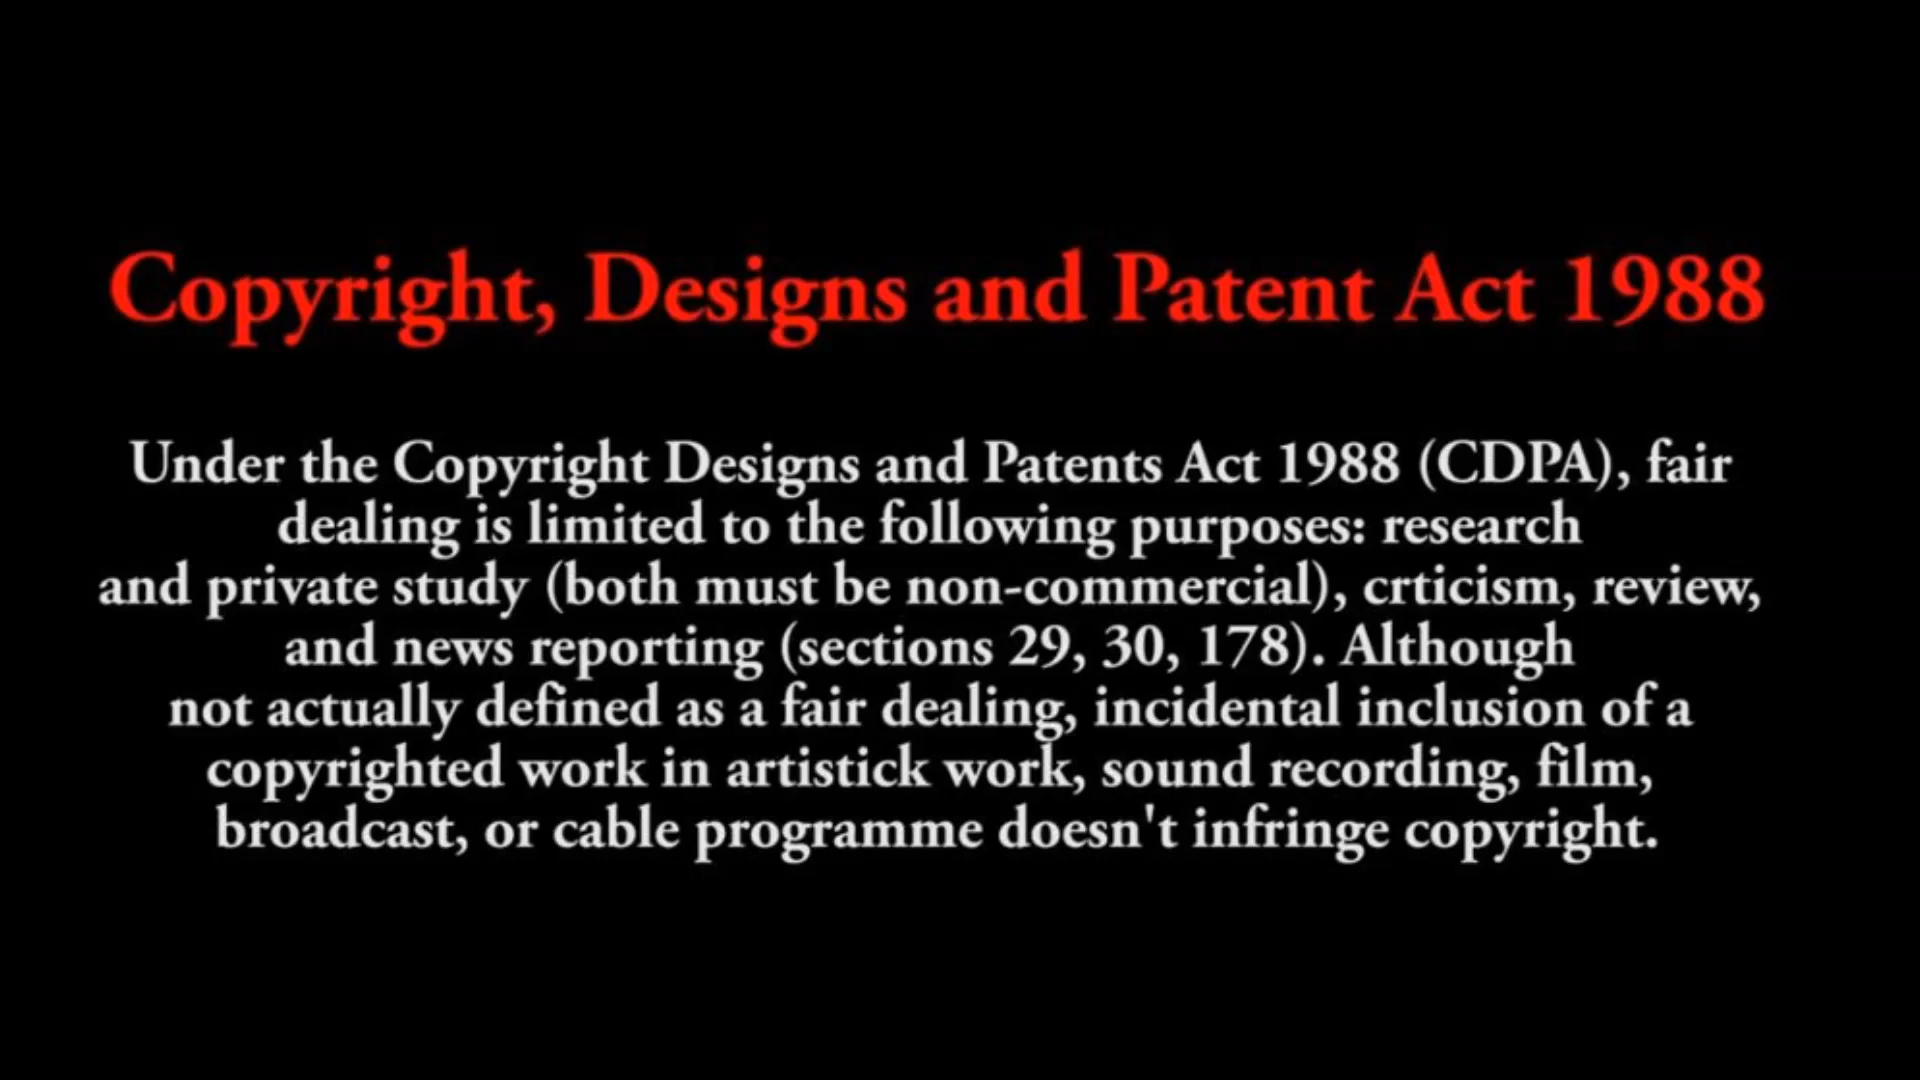 Copyright, Designs and Patent Act 1988
Under the Copyright Designs and Patents Act 1988 (CDPA), fair
dealing is limited to the following purposes: research
and private study (both must be non-commercial), crticism, review,
and news reporting (sections 29, 30, 178). Although
not actually defined as a fair dealing, incidental inclusion of a
copyrighted work in artistick work, sound recording, film,
broadcast, or cable programme doesn't infringe copyright.